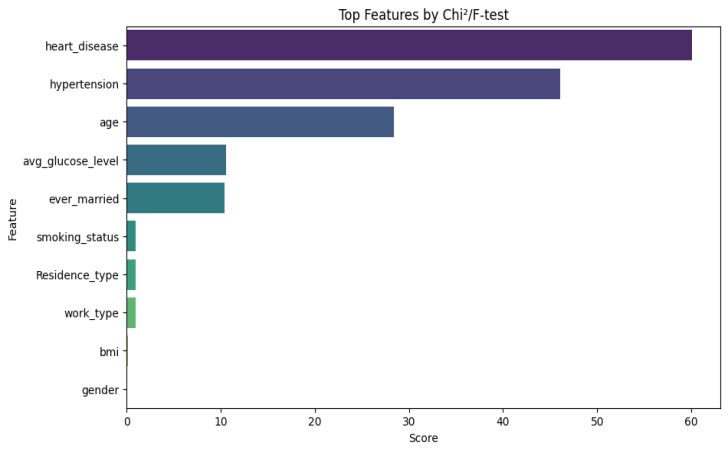 Top Features by Chi²/F-test
Feature
heart_disease
hypertension
age
avg_glucose_level
ever_married
smoking_status
Residence_type
work_type
bmi
gender
0 10 20 30 40 50 60
Score